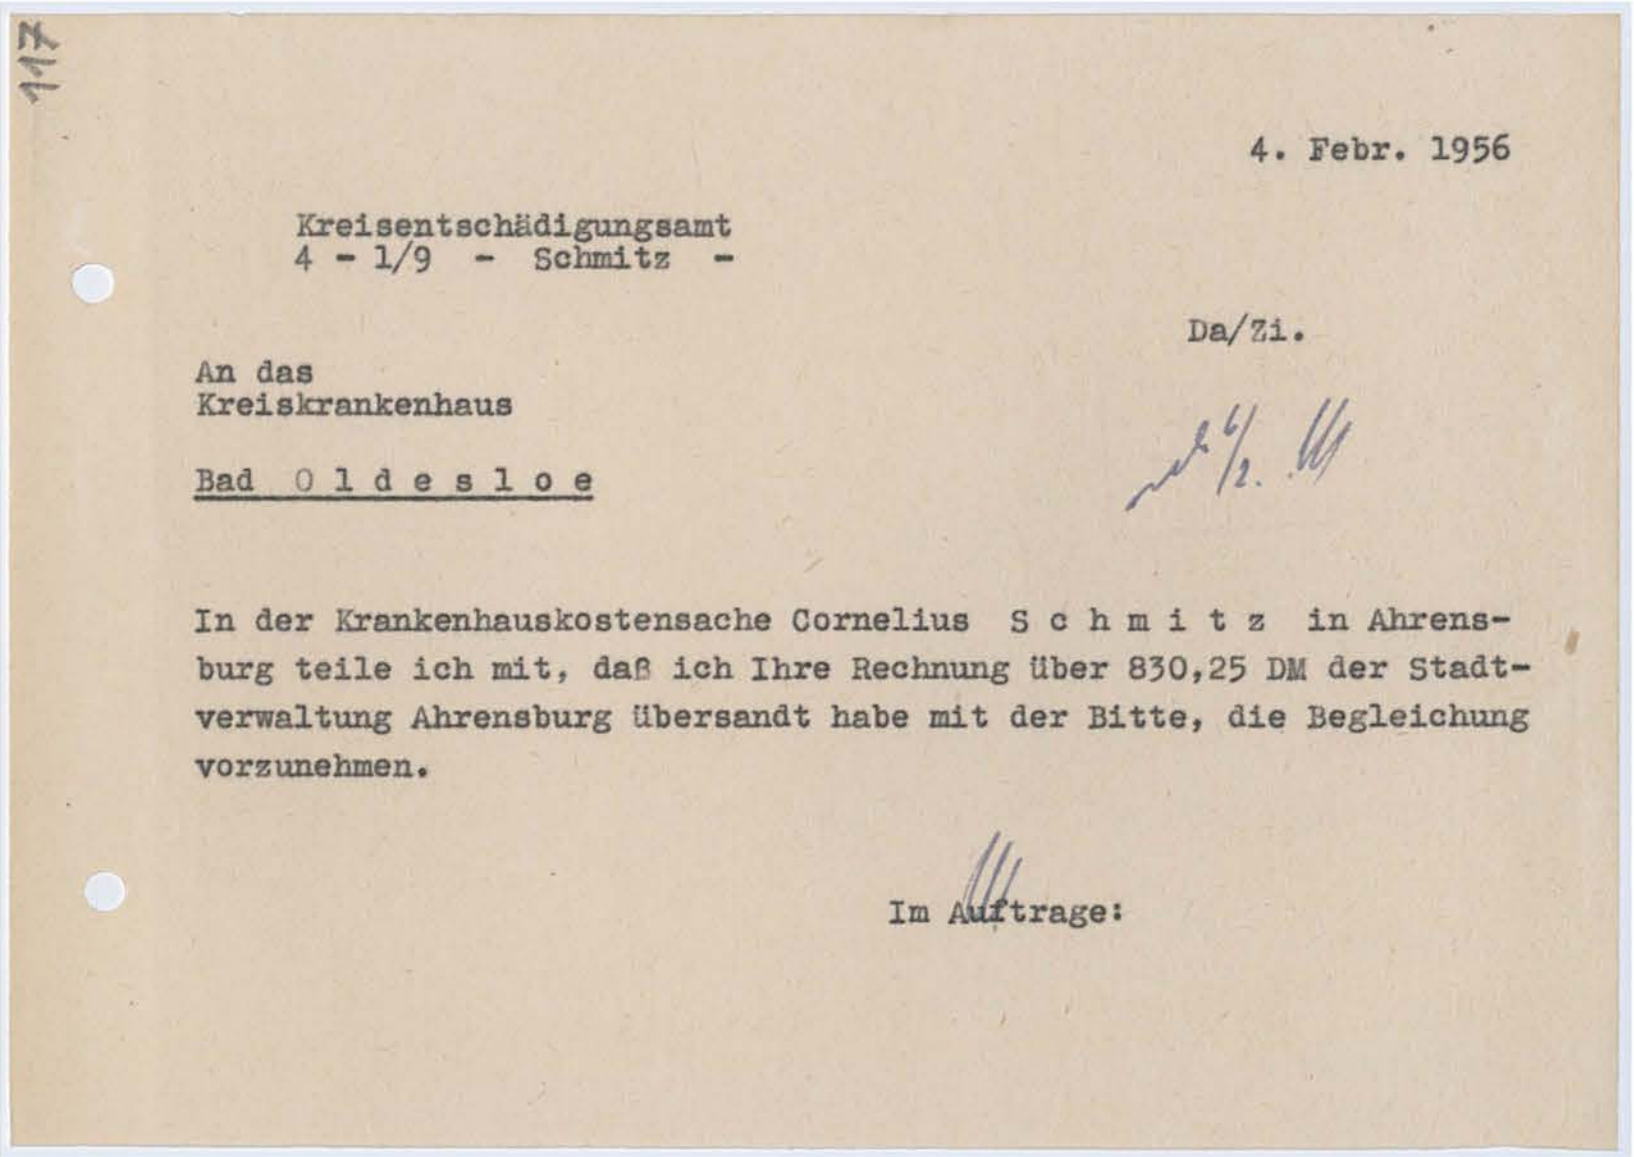 117
4. Febr. 1956
Kreisentschädigungsamt
4 - 1/9 - Schmitz -
Da/Zi.
An das
Kreiskrankenhaus
6/2.
Bad O l d e s l o e
In der Krankenhauskostensache Cornelius S c h m i t z in Ahrens-
burg teile ich mit, daß ich Ihre Rechnung über 830,25 DM der Stadt-
verwaltung Ahrensburg übersandt habe mit der Bitte, die Begleichung
vorzunehmen.
Im Auftrage: